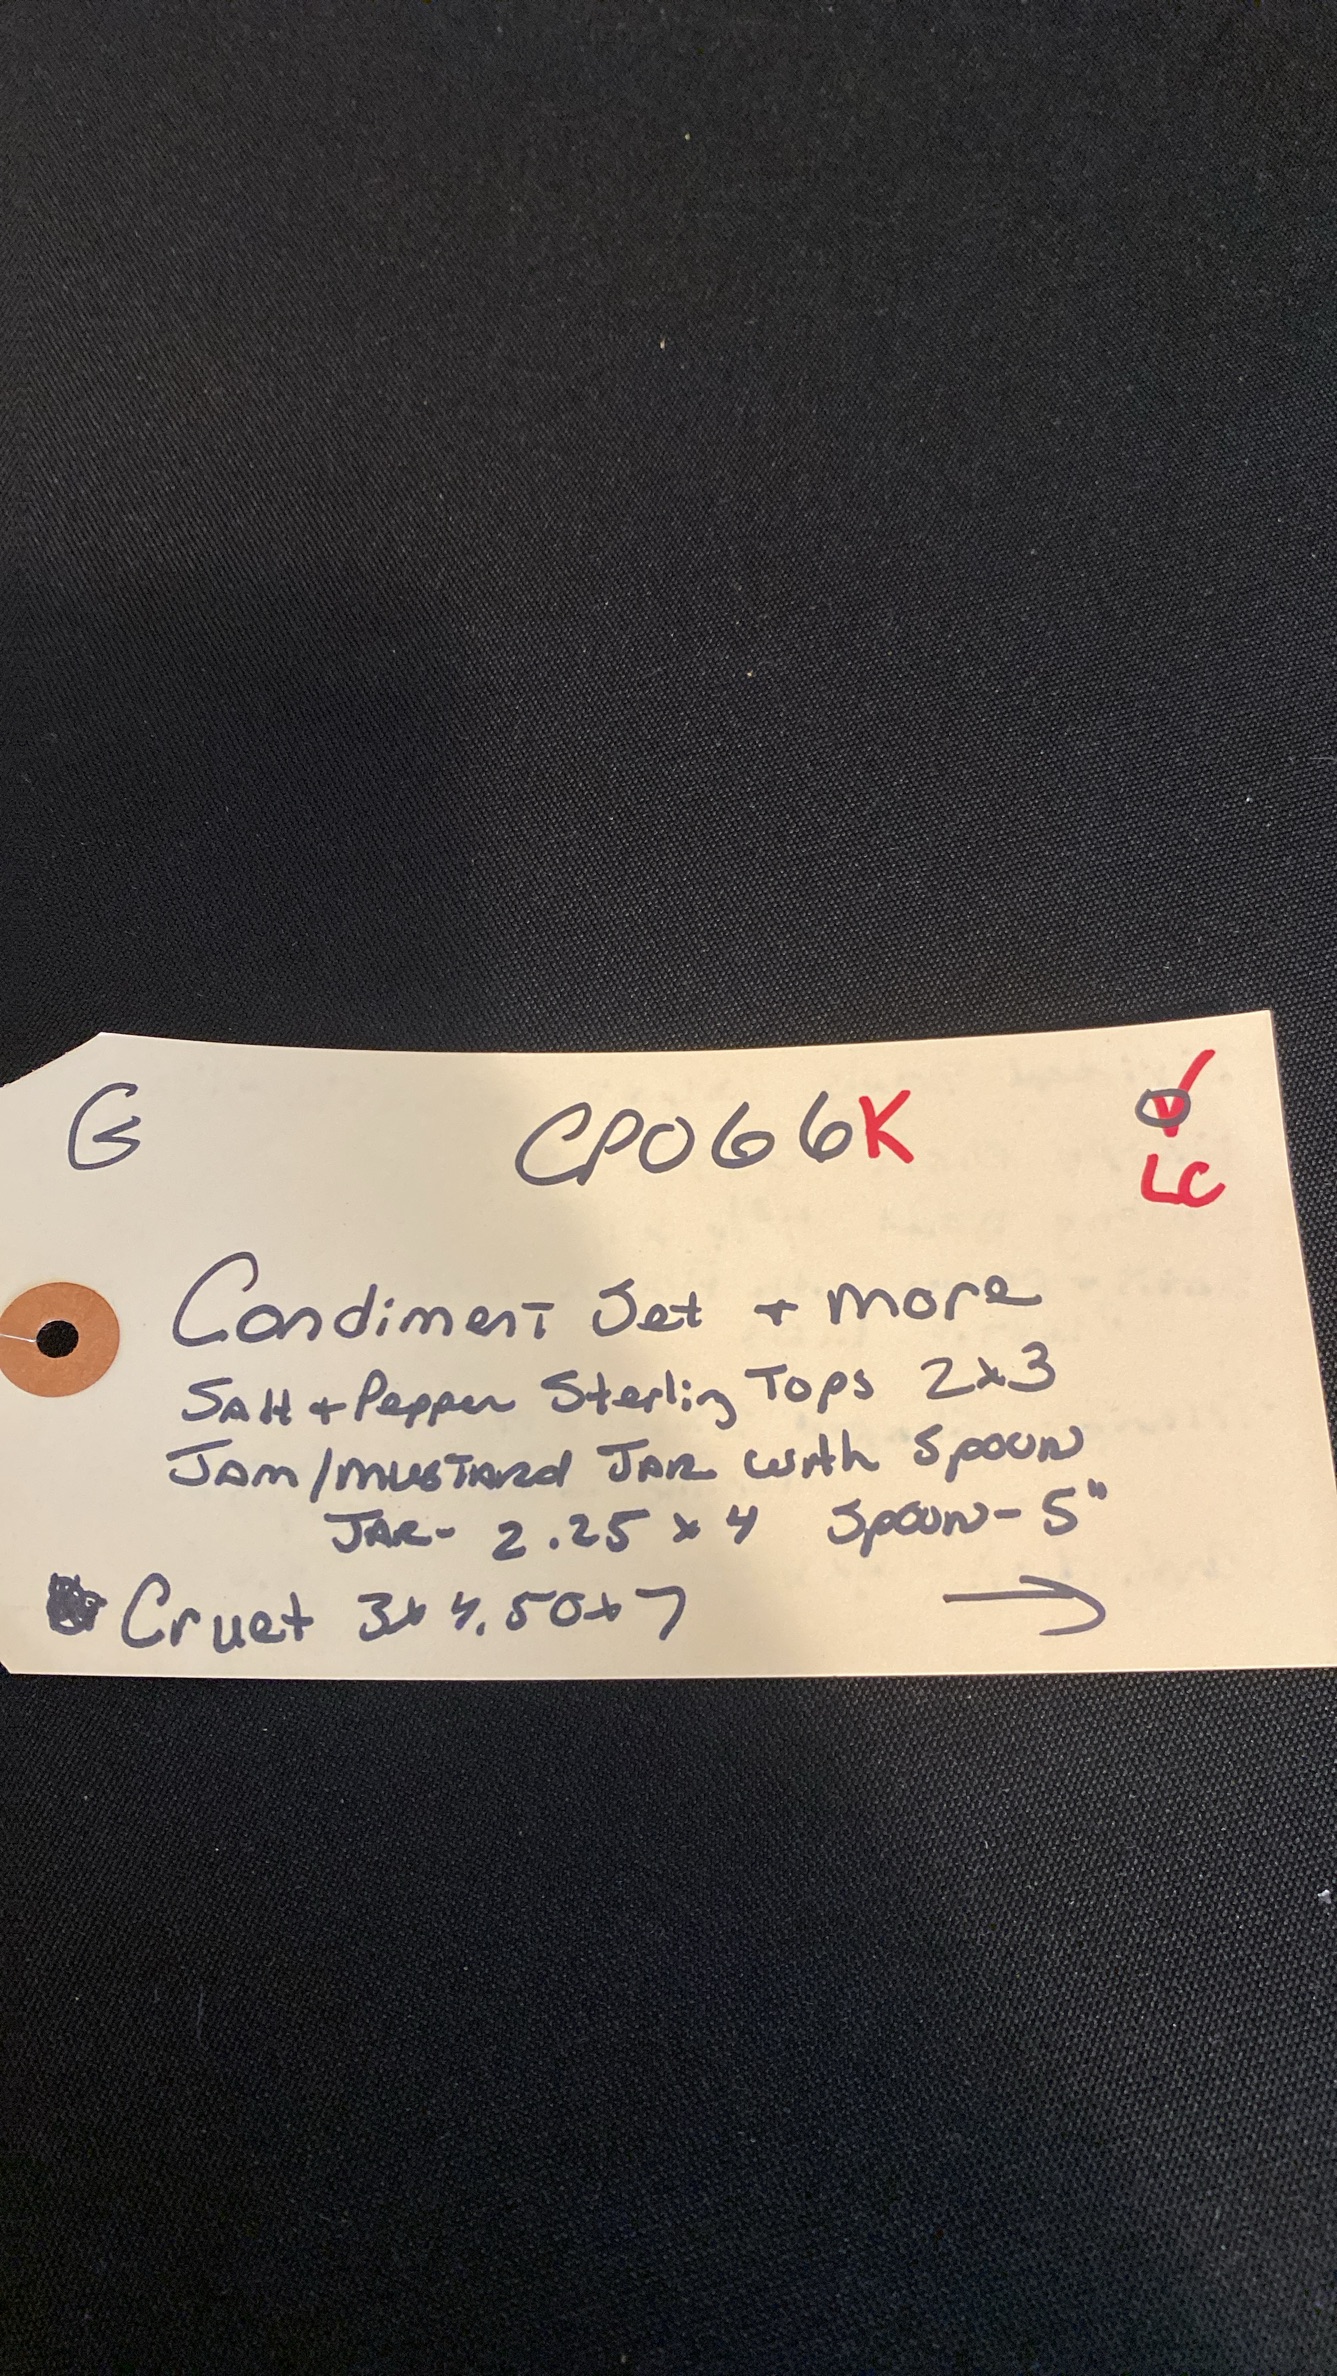 G CPO66K ✓
LC
Condiment Set + more
Salt + Pepper Sterling Tops 2x3
Jam/Mustard Jar with Spoon
Jar- 2.25 x 4 Spoon- 5"
Cruet 3x4.50x7 →